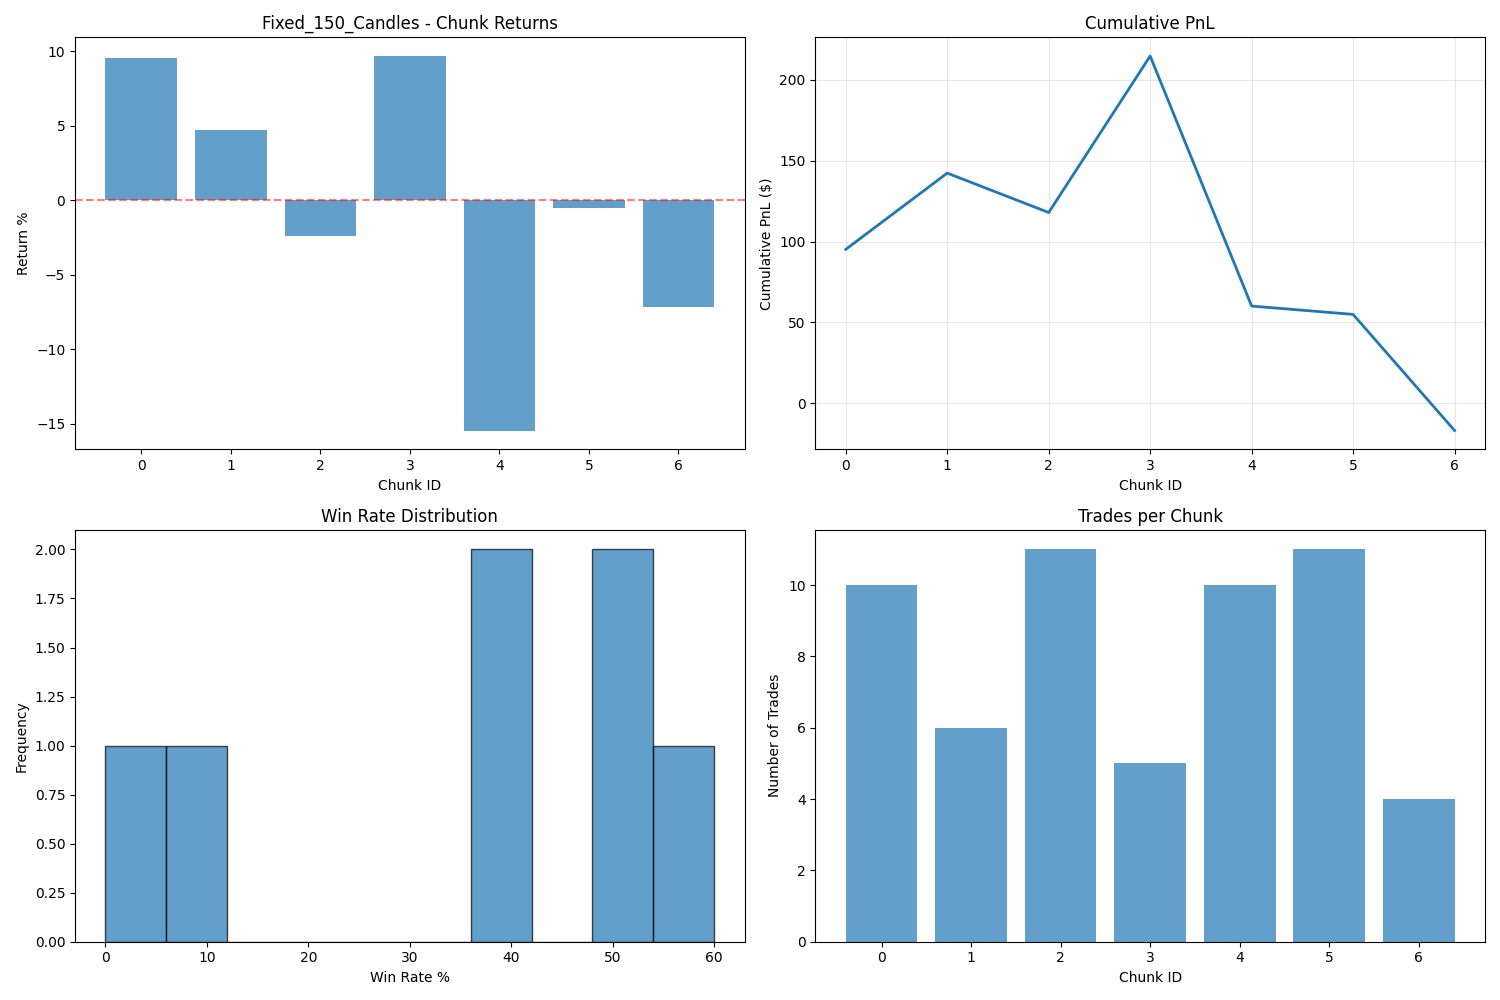 Fixed_150_Candles - Chunk Returns
10
5
0
−5
−10
−15
Return %
0 1 2 3 4 5 6
Chunk ID
Cumulative PnL
200
150
100
50
0
Cumulative PnL ($)
0 1 2 3 4 5 6
Chunk ID
Win Rate Distribution
2.00
1.75
1.50
1.25
1.00
0.75
0.50
0.25
0.00
Frequency
0 10 20 30 40 50 60
Win Rate %
Trades per Chunk
10
8
6
4
2
0
Number of Trades
0 1 2 3 4 5 6
Chunk ID